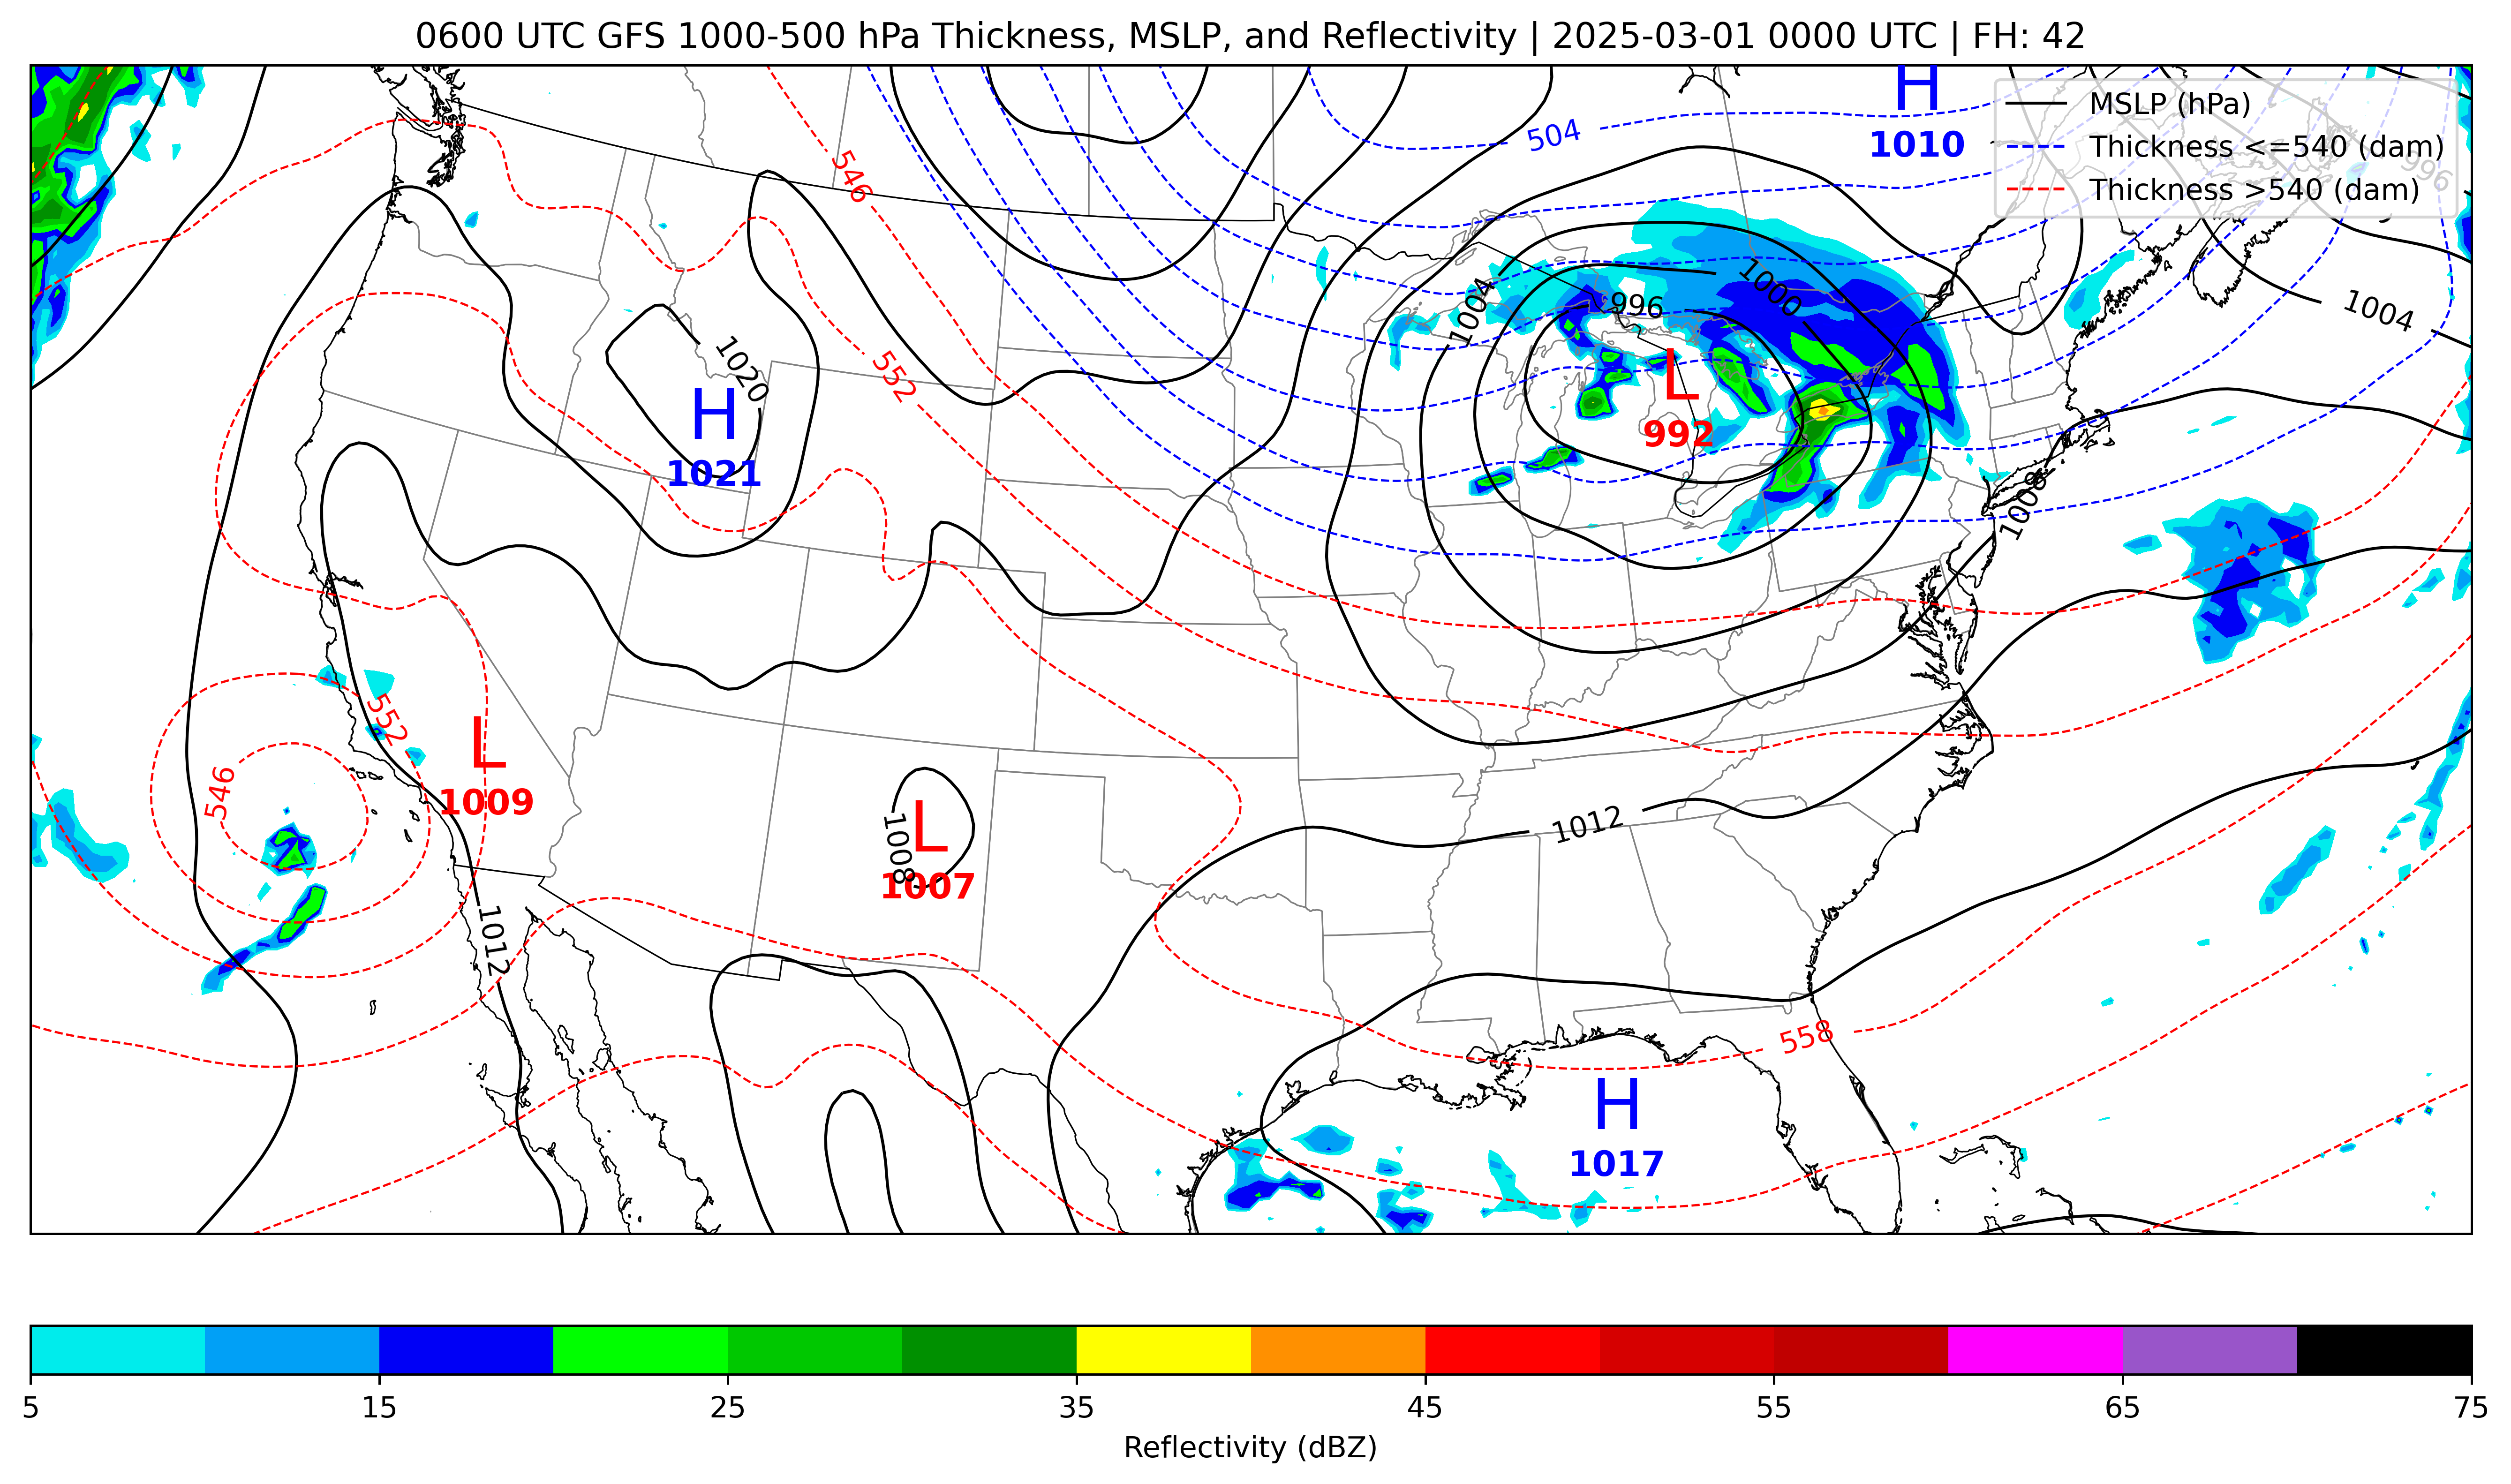 0600 UTC GFS 1000-500 hPa Thickness, MSLP, and Reflectivity | 2025-03-01 0000 UTC | FH: 42
H
1010
MSLP (hPa)
Thickness <=540 (dam)
Thickness >540 (dam)
504
546
996
1004
1000
996
1004
1020
552
H
1021
L
992
1008
552
546
L
1009
L
1007
1008
1012
1012
558
H
1017
5
15
25
35
45
55
65
75
Reflectivity (dBZ)